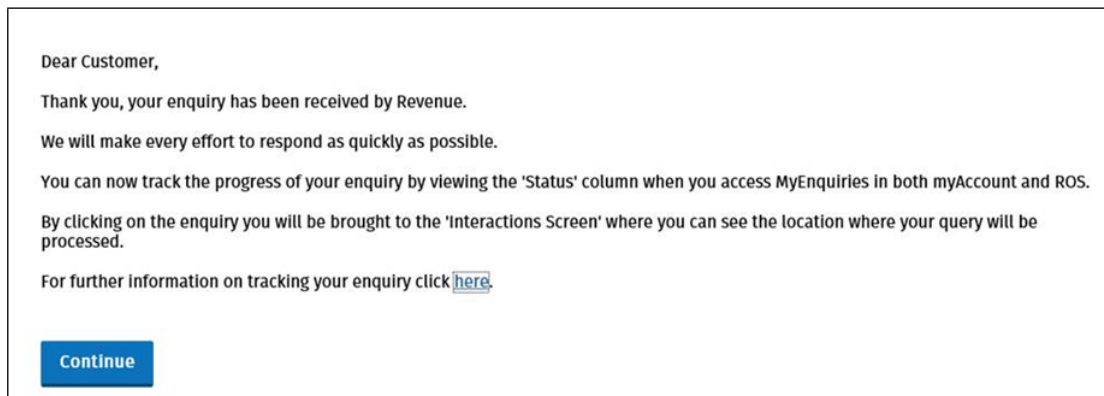 Dear Customer,
Thank you, your enquiry has been received by Revenue.
We will make every effort to respond as quickly as possible.
You can now track the progress of your enquiry by viewing the 'Status' column when you access MyEnquiries in both myAccount and ROS.
By clicking on the enquiry you will be brought to the 'Interactions Screen' where you can see the location where your query will be
processed.
For further information on tracking your enquiry click here.
Continue